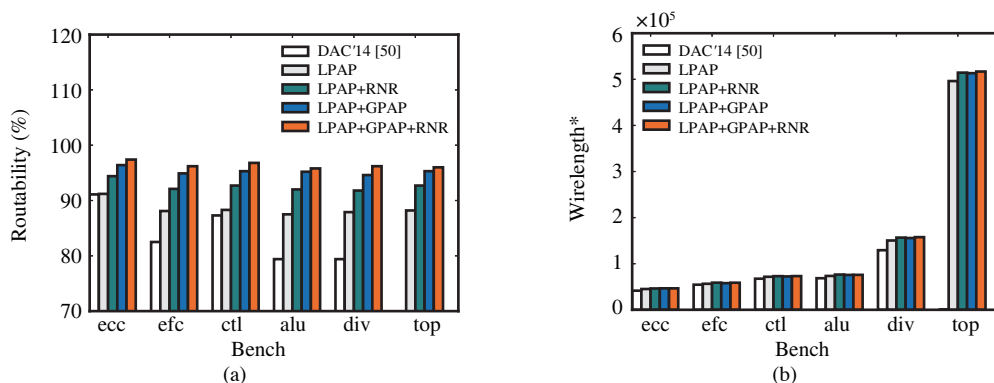 120
110
100
90
80
70
Routability (%)
DAC'14 [50]
LPAP
LPAP+RNR
LPAP+GPAP
LPAP+GPAP+RNR
ecc efc ctl alu div top
Bench
(a)
×10⁵
6
5
4
3
2
1
0
Wirelength*
DAC'14 [50]
LPAP
LPAP+RNR
LPAP+GPAP
LPAP+GPAP+RNR
ecc efc ctl alu div top
Bench
(b)